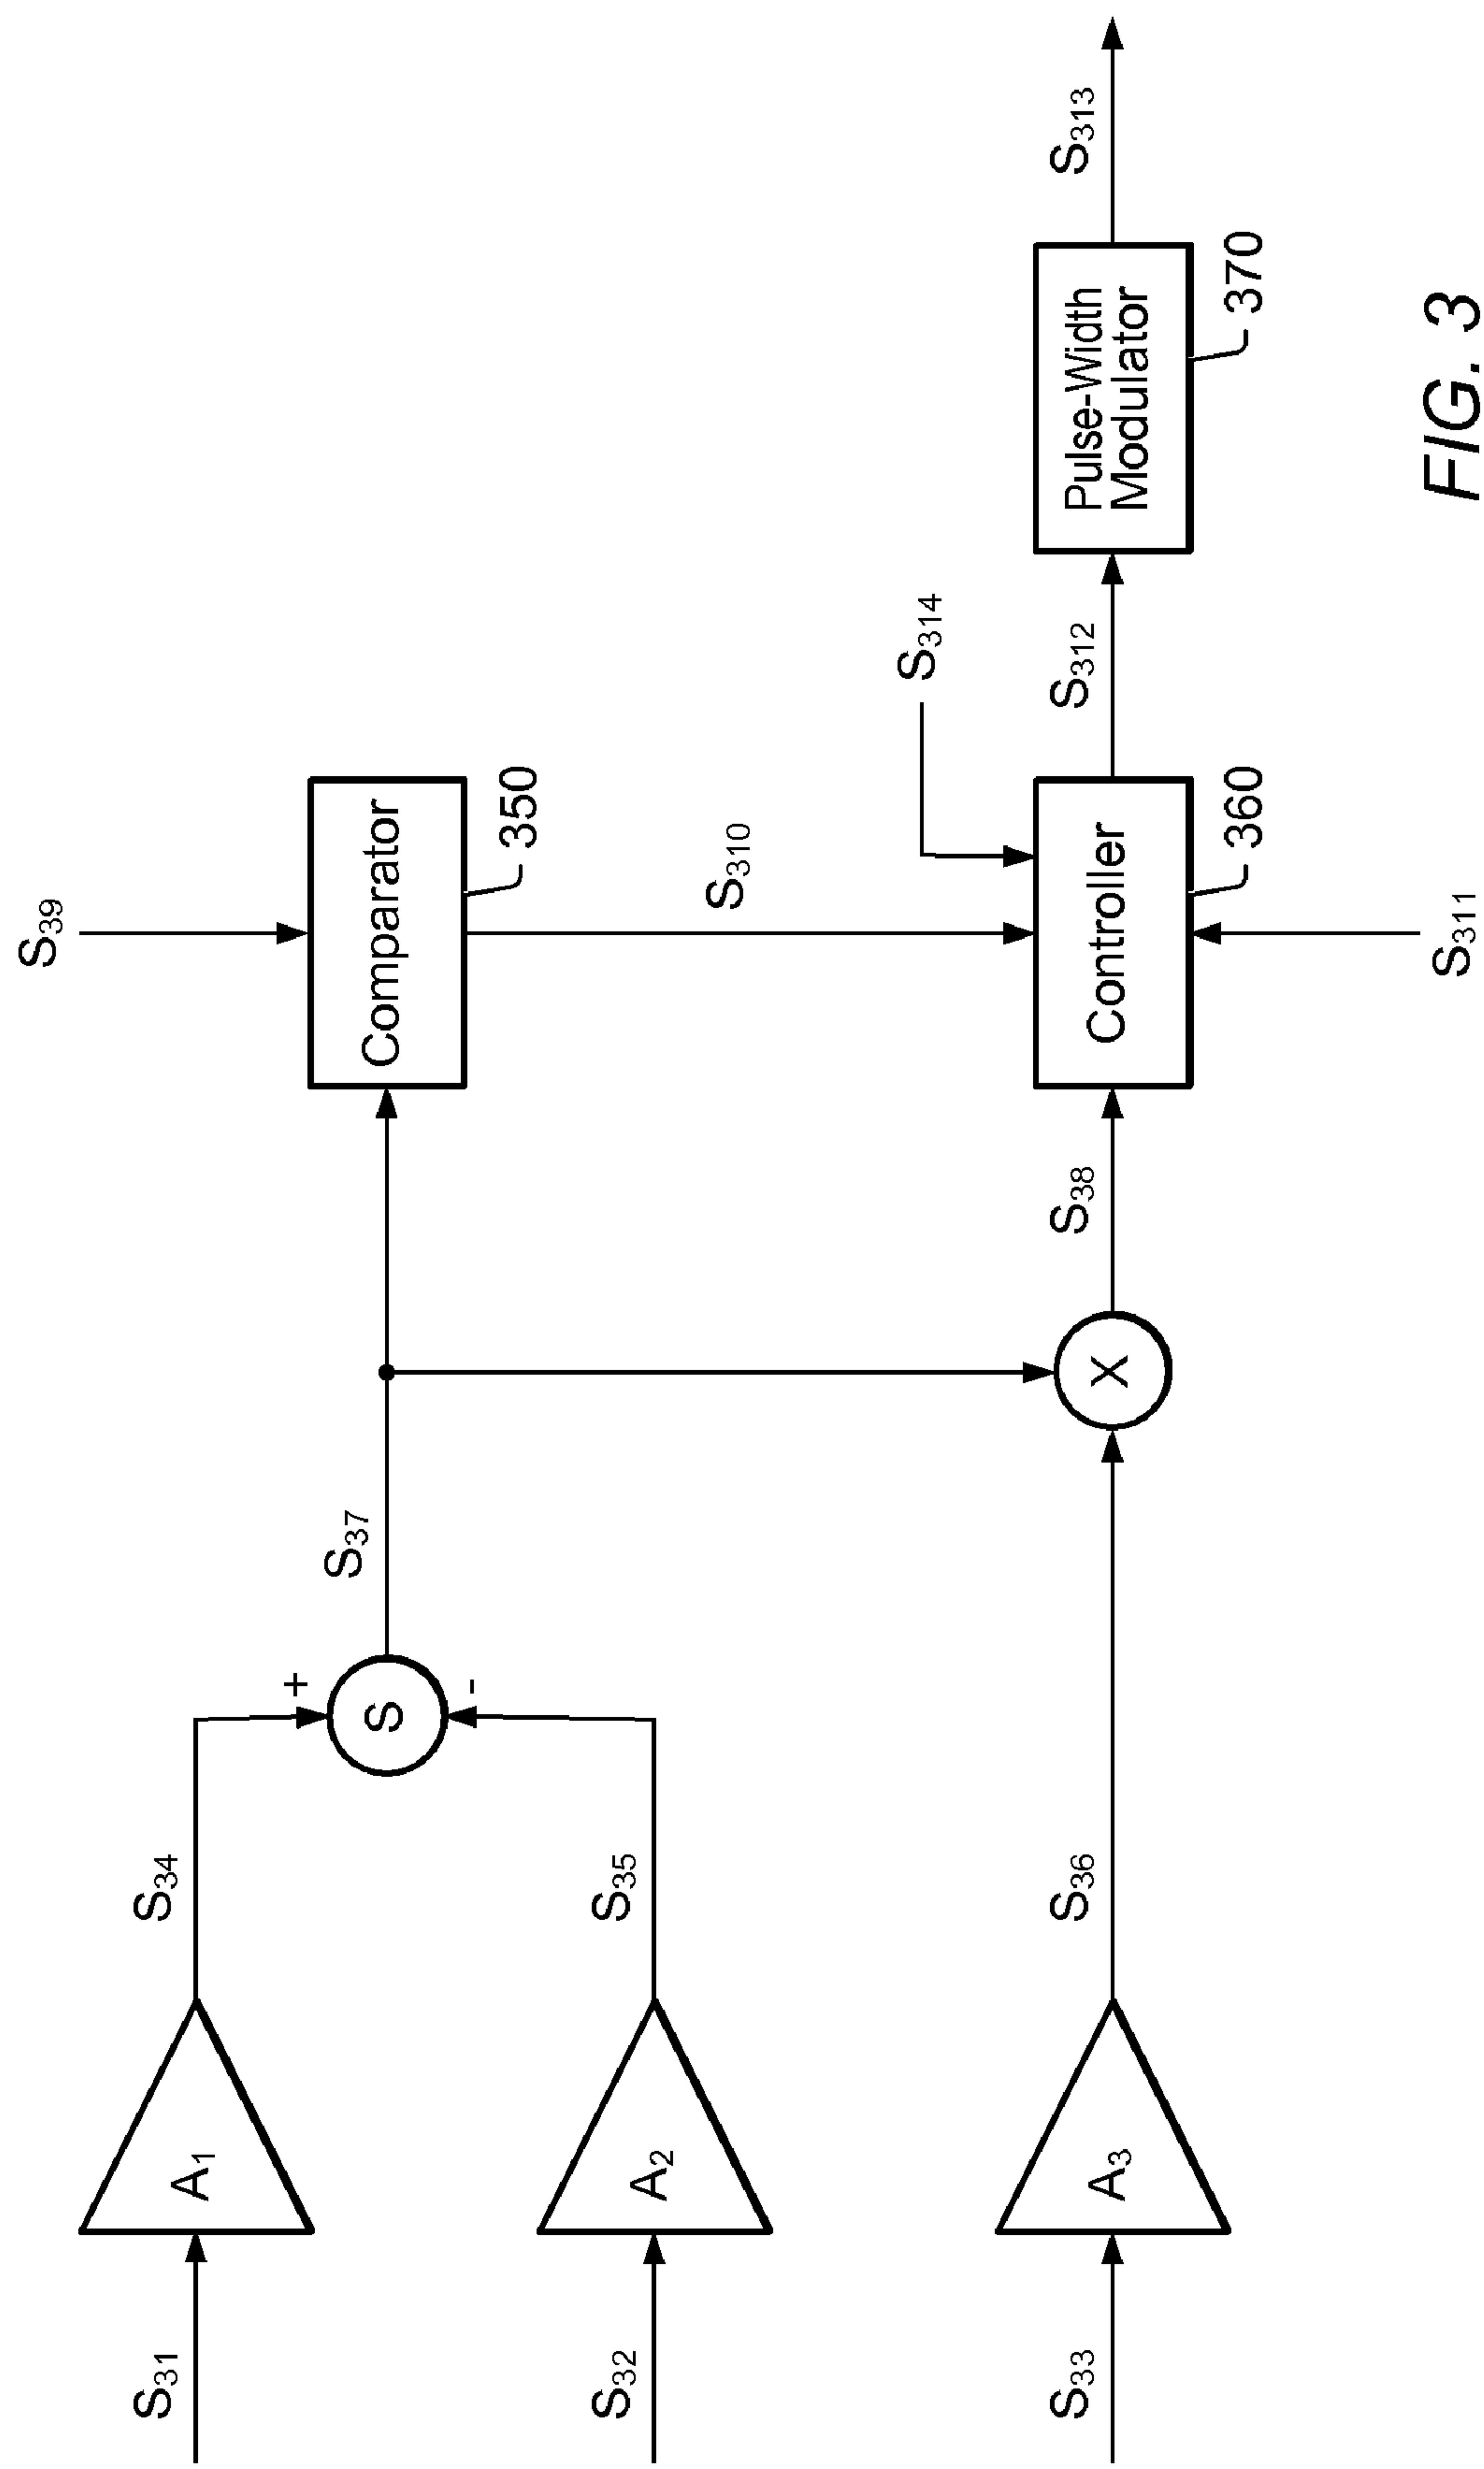 S39
S31
S34
+
S
-
S37
Comparator
350
A1
S32
S35
A2
S310
S314
S33
S36
A3
X
S38
Controller
360
S311
S312
Pulse-Width
Modulator
370
S313
FIG. 3